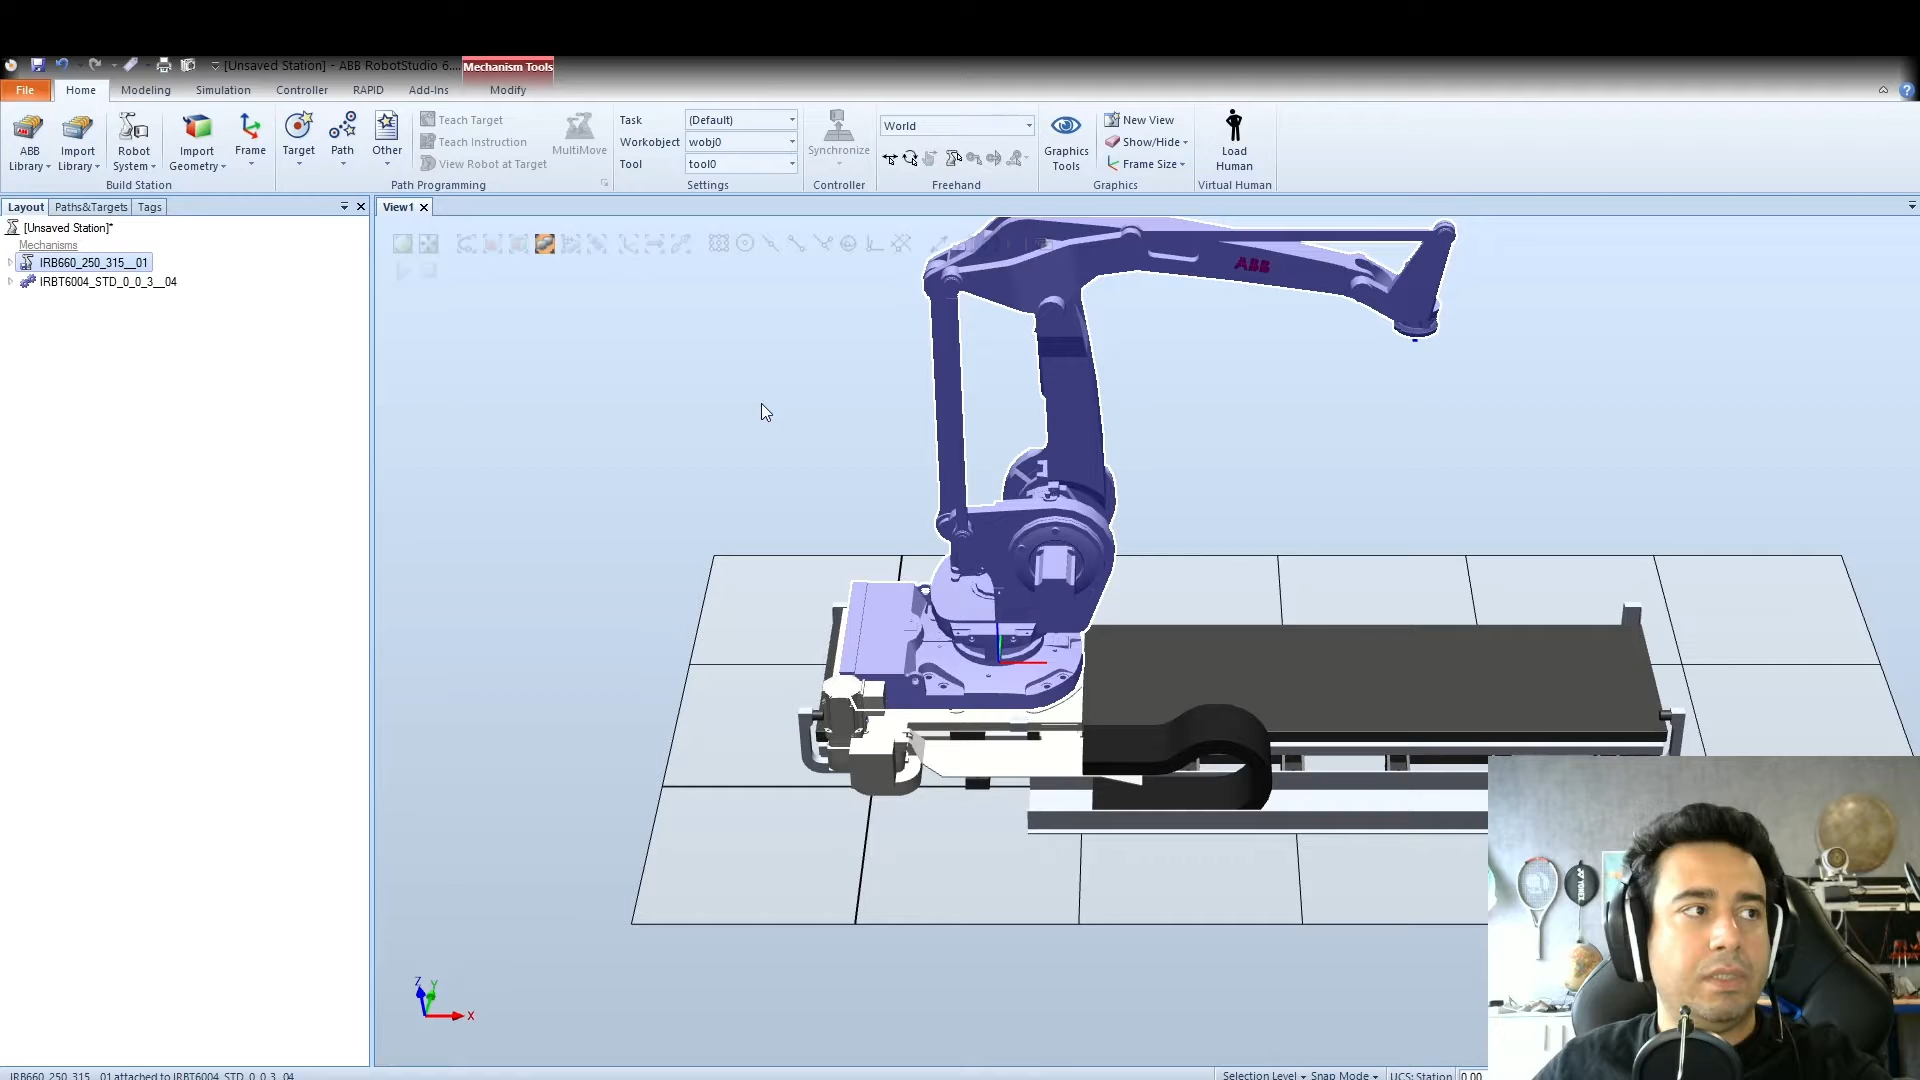 [Unsaved Station] - ABB RobotStudio 6....
Mechanism Tools
File
Home
Modeling
Simulation
Controller
RAPID
Add-Ins
Modify
ABB
Library
Import
Library
Robot
System
Import
Geometry
Frame
Build Station
Target
Path
Other
Teach Target
Teach Instruction
View Robot at Target
MultiMove
Path Programming
Task
(Default)
Workobject
wobj0
Tool
tool0
Settings
Synchronize
Controller
World
Freehand
Graphics
Tools
New View
Show/Hide
Frame Size
Graphics
Load
Human
Virtual Human
Layout
Paths&Targets
Tags
View1
[Unsaved Station]*
Mechanisms
IRB660_250_315__01
IRBT6004_STD_0_0_3__04
ABB
Z
Y
X
YONEX
IRB660_250_315__01 attached to IRBT6004_STD_0_0_3__04
Selection Level
Snap Mode
UCS: Station
0.00